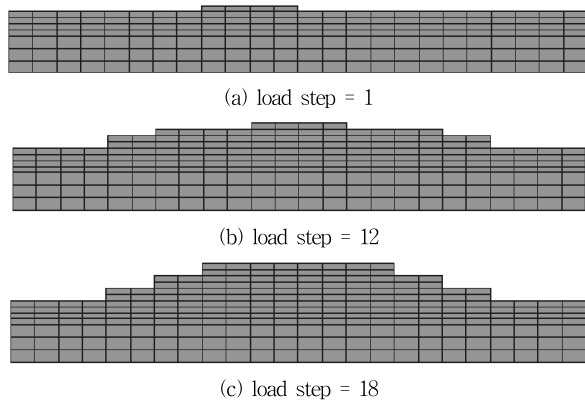 (a) load step = 1
(b) load step = 12
(c) load step = 18